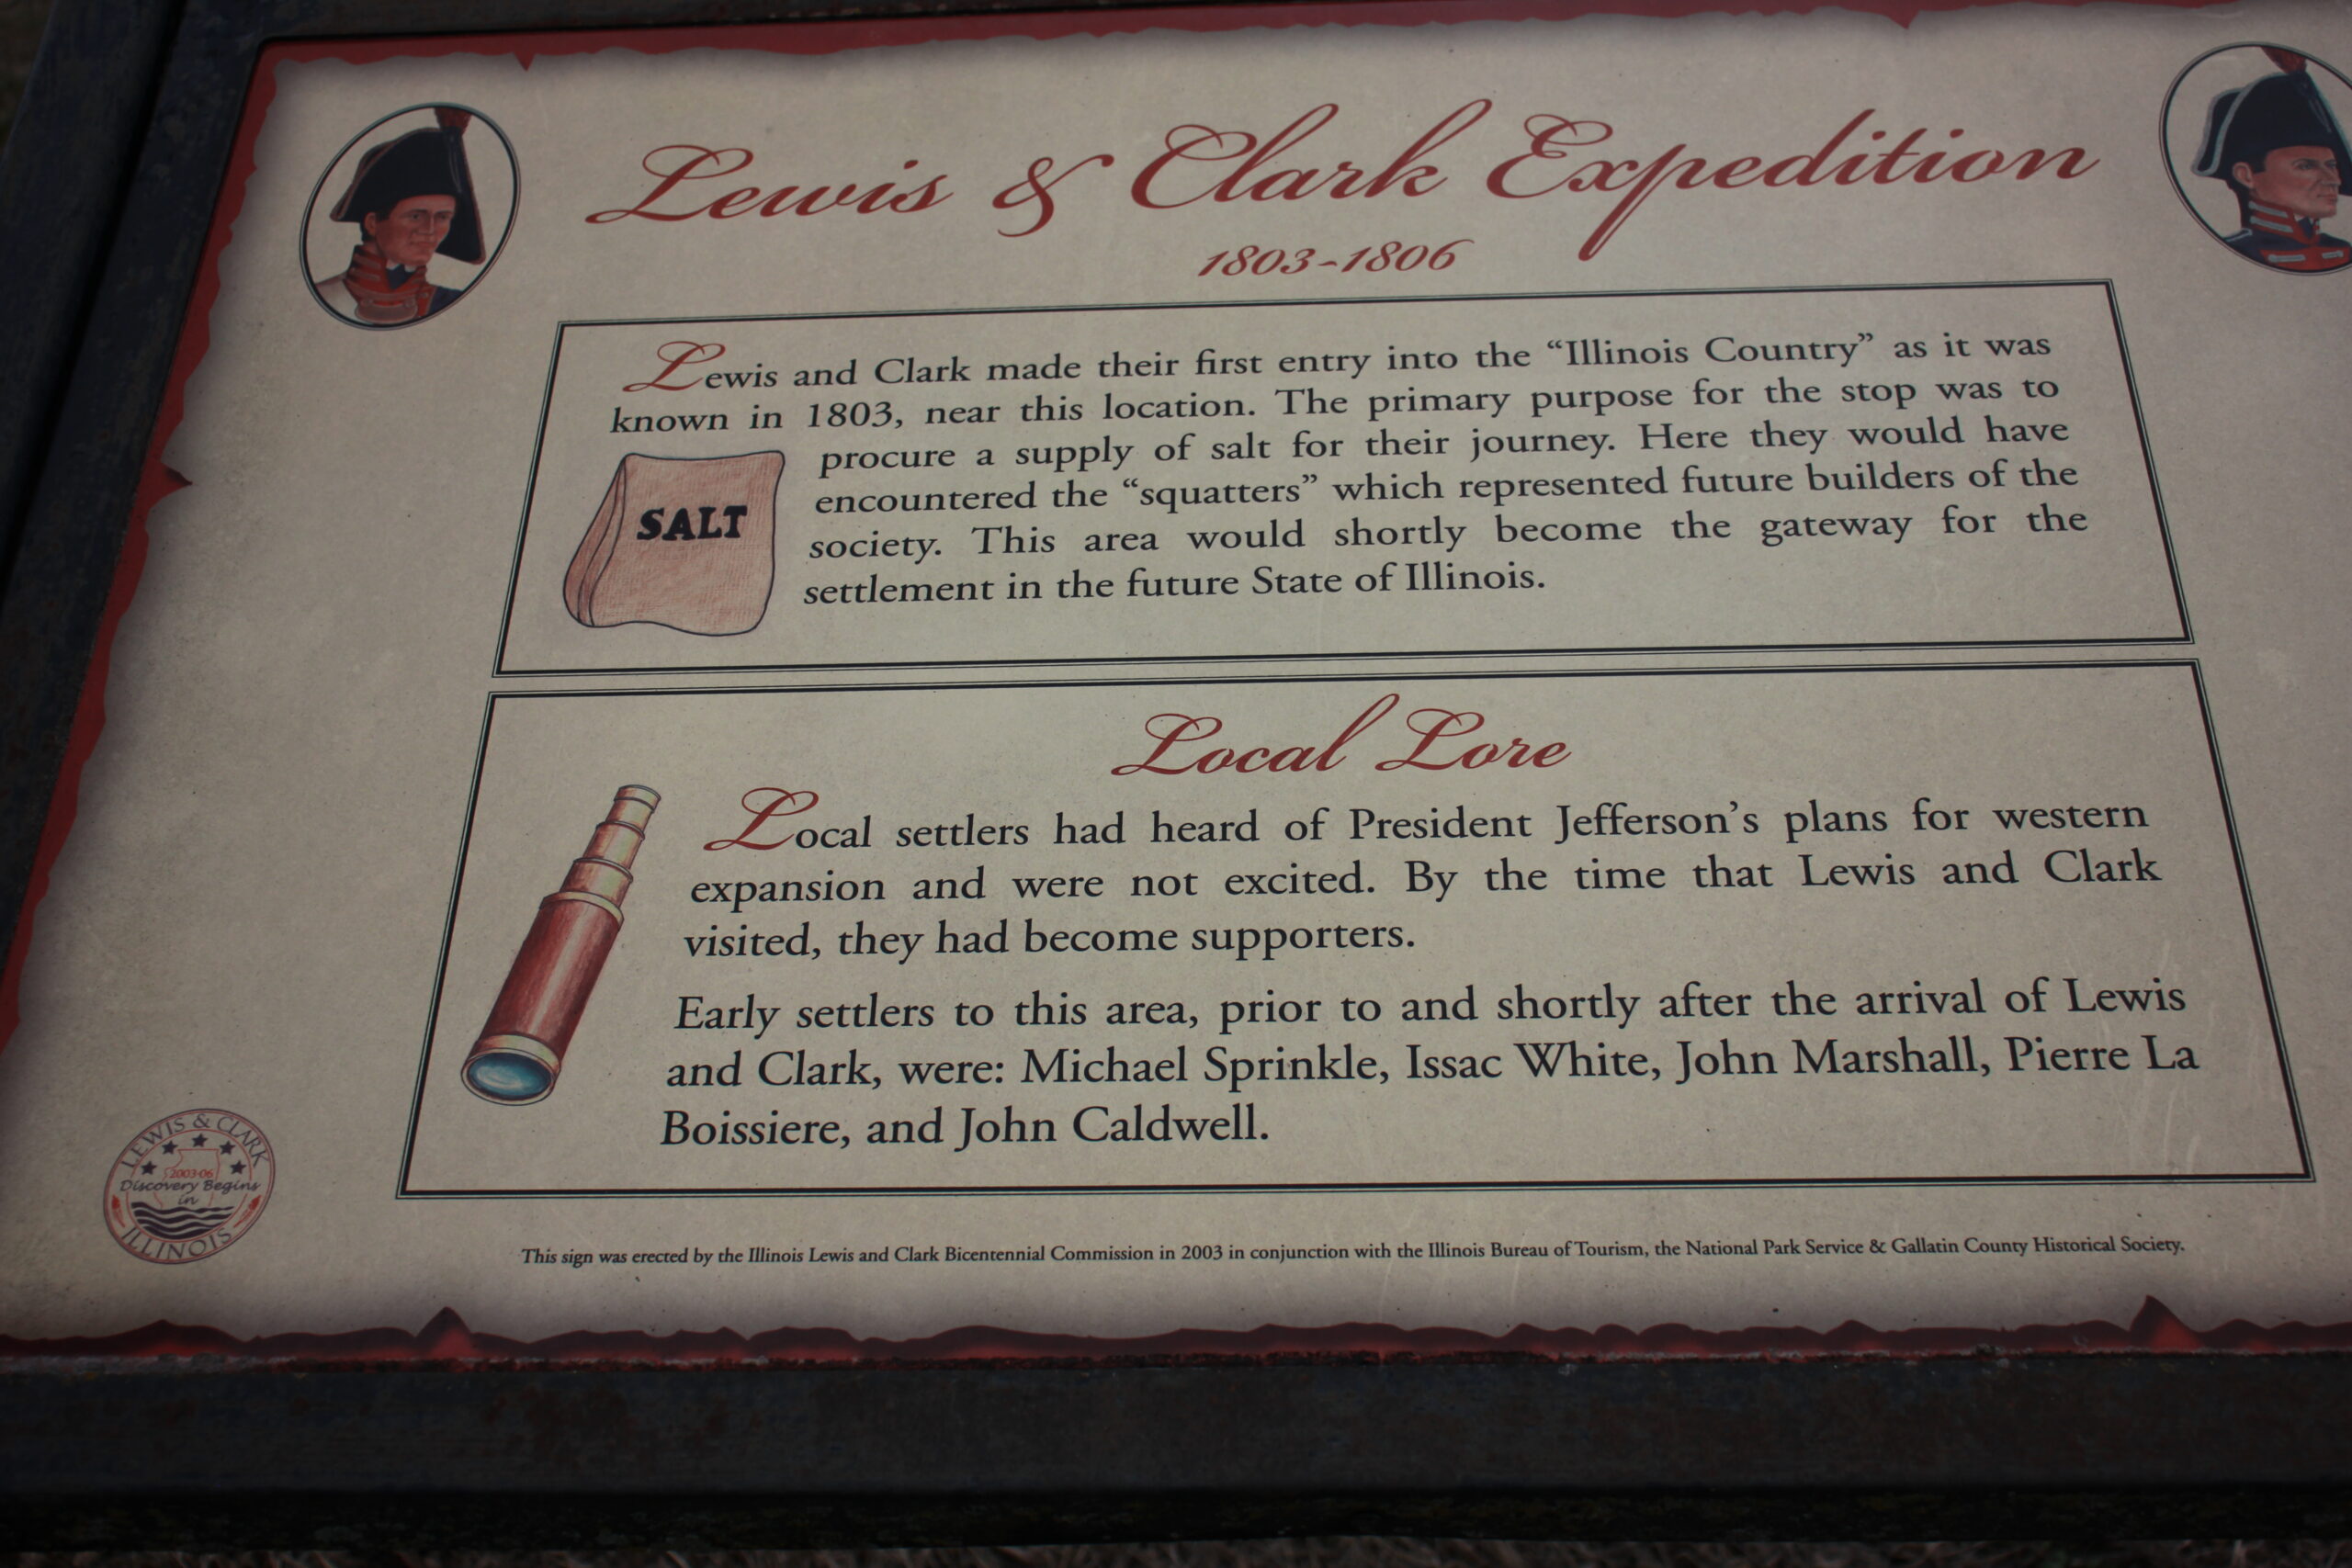 Lewis & Clark Expedition
1803-1806
Lewis and Clark made their first entry into the “Illinois Country” as it was
known in 1803, near this location. The primary purpose for the stop was to
procure a supply of salt for their journey. Here they would have
encountered the “squatters” which represented future builders of the
society. This area would shortly become the gateway for the
settlement in the future State of Illinois.
SALT
Local Lore
Local settlers had heard of President Jefferson’s plans for western
expansion and were not excited. By the time that Lewis and Clark
visited, they had become supporters.
Early settlers to this area, prior to and shortly after the arrival of Lewis
and Clark, were: Michael Sprinkle, Issac White, John Marshall, Pierre La
Boissiere, and John Caldwell.
LEWIS & CLARK
2003-06
Discovery Begins
in
ILLINOIS
This sign was erected by the Illinois Lewis and Clark Bicentennial Commission in 2003 in conjunction with the Illinois Bureau of Tourism, the National Park Service & Gallatin County Historical Society.